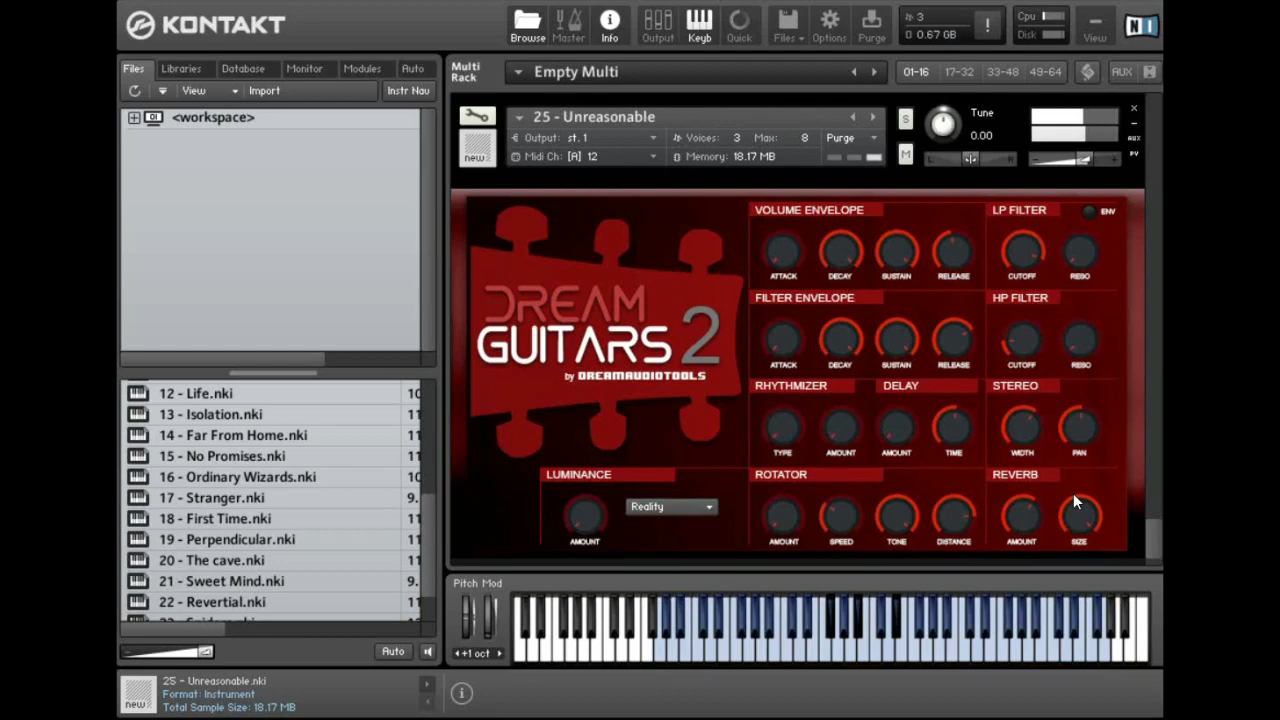 KONTAKT
Browse Master Info Output Keyb Quick Files Options Purge
3
0.67 GB
!
Cpu
Disk
View
NI
Files Libraries Database Monitor Modules Auto
View Import Instr Nav
<workspace>
12 - Life.nki
13 - Isolation.nki
14 - Far From Home.nki
15 - No Promises.nki
16 - Ordinary Wizards.nki
17 - Stranger.nki
18 - First Time.nki
19 - Perpendicular.nki
20 - The cave.nki
21 - Sweet Mind.nki
22 - Revertial.nki
Auto
25 - Unreasonable.nki
Format: Instrument
Total Sample Size: 18.17 MB
new
Multi
Rack
Empty Multi
01-16 17-32 33-48 49-64 AUX
25 - Unreasonable
Output: st. 1 Voices: 3 Max: 8 Purge
Midi Ch: [A] 12 Memory: 18.17 MB
new
S
M
Tune
0.00
L R
- +
×
AUX
PV
DREAM
GUITARS 2
by DREAMAUDIOTOOLS
VOLUME ENVELOPE
ATTACK DECAY SUSTAIN RELEASE
LP FILTER ENV
CUTOFF RESO
FILTER ENVELOPE
ATTACK DECAY SUSTAIN RELEASE
HP FILTER
CUTOFF RESO
RHYTHMIZER
TYPE AMOUNT
DELAY
AMOUNT TIME
STEREO
WIDTH PAN
LUMINANCE
AMOUNT
Reality
ROTATOR
AMOUNT SPEED TONE DISTANCE
REVERB
AMOUNT SIZE
Pitch Mod
+1 oct